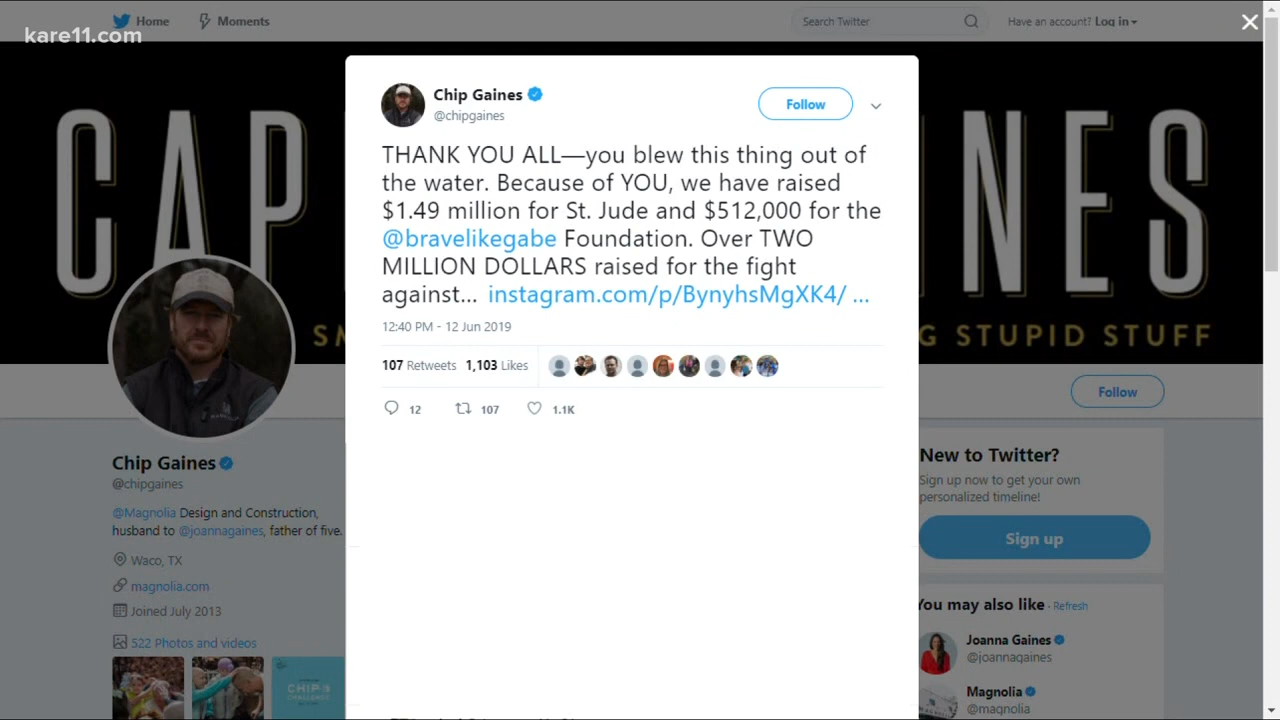 Home
Moments
Search Twitter
Have an account? Log in
kare11.com
CAP
NES
G STUPID STUFF
Chip Gaines
@chipgaines
Follow
THANK YOU ALL—you blew this thing out of
the water. Because of YOU, we have raised
$1.49 million for St. Jude and $512,000 for the
@bravelikegabe Foundation. Over TWO
MILLION DOLLARS raised for the fight
against... instagram.com/p/BynyhsMgXK4/ ...
12:40 PM - 12 Jun 2019
107 Retweets 1,103 Likes
12 107 1.1K
Follow
Chip Gaines
@chipgaines
@Magnolia Design and Construction,
husband to @joannagaines, father of five.
Waco, TX
magnolia.com
Joined July 2013
522 Photos and videos
CHIP
CHALLENGE
New to Twitter?
Sign up now to get your own
personalized timeline!
Sign up
You may also like · Refresh
Joanna Gaines
@joannagaines
Magnolia
@magnolia